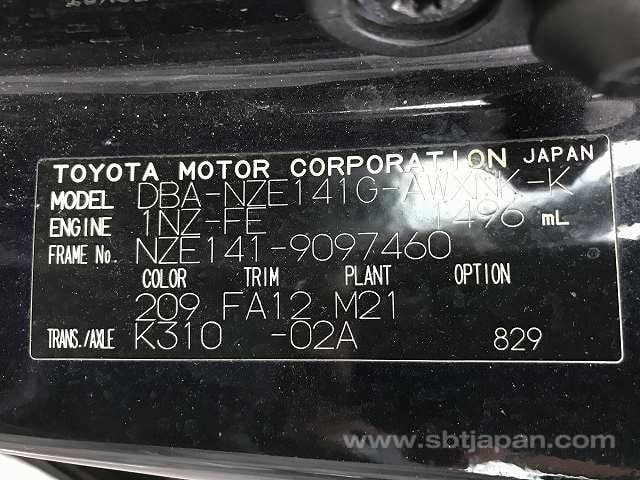 TOYOTA MOTOR CORPORATION JAPAN
MODEL DBA-NZE141G-AWXNK-K
ENGINE 1NZ-FE 1496 mL
FRAME No. NZE141-9097460
COLOR TRIM PLANT OPTION
209 FA12 M21
TRANS./AXLE K310 -02A 829
www.sbtjapan.com